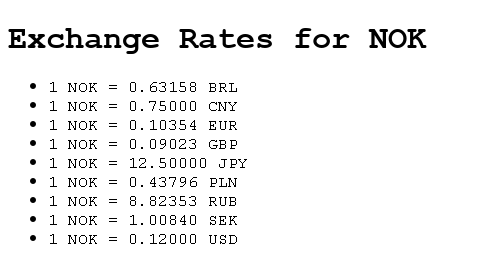 Exchange Rates for NOK
1 NOK = 0.63158 BRL
1 NOK = 0.75000 CNY
1 NOK = 0.10354 EUR
1 NOK = 0.09023 GBP
1 NOK = 12.50000 JPY
1 NOK = 0.43796 PLN
1 NOK = 8.82353 RUB
1 NOK = 1.00840 SEK
1 NOK = 0.12000 USD